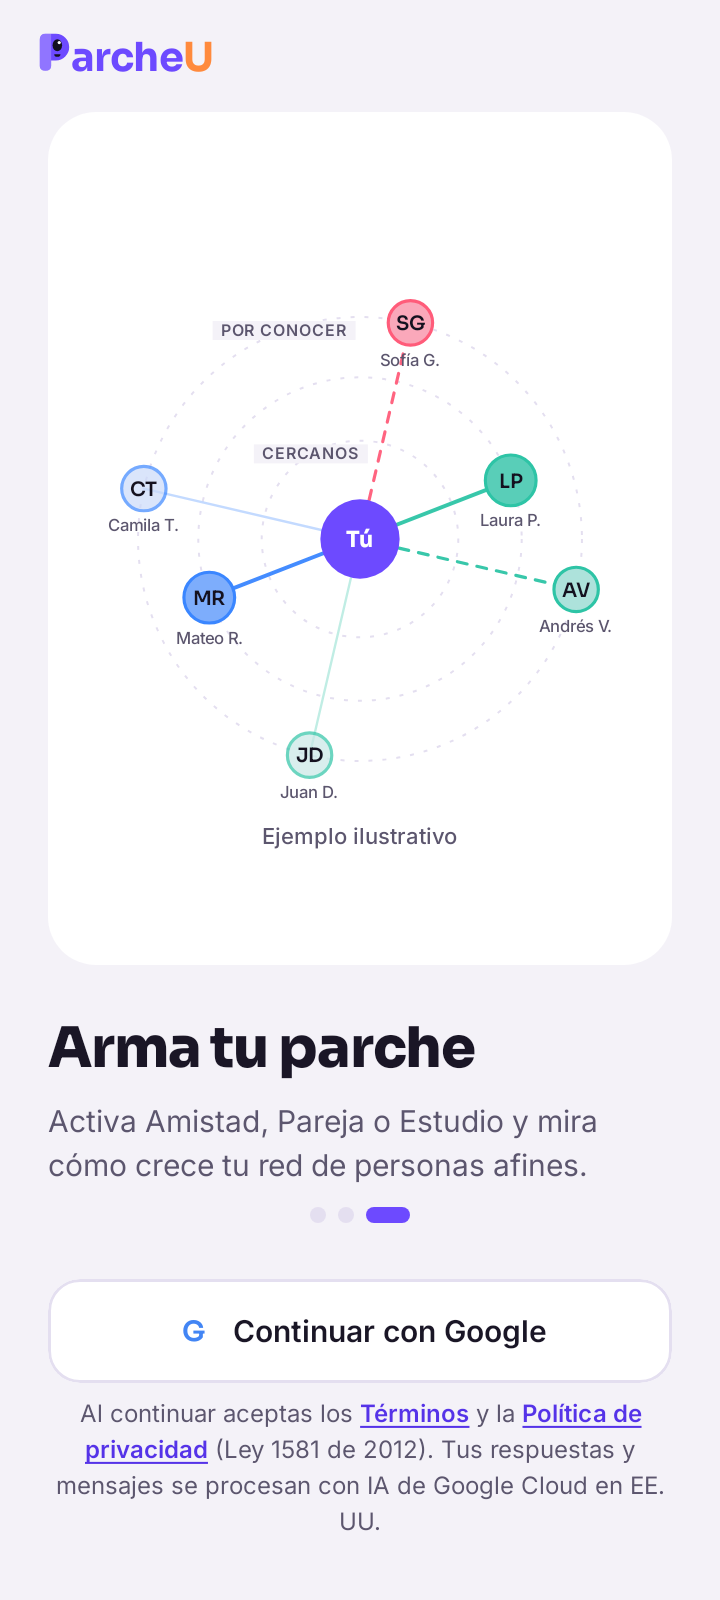 ParcheU
POR CONOCER
SG
Sofía G.
CERCANOS
CT
Camila T.
LP
Laura P.
Tú
MR
Mateo R.
AV
Andrés V.
JD
Juan D.
Ejemplo ilustrativo
Arma tu parche
Activa Amistad, Pareja o Estudio y mira
cómo crece tu red de personas afines.
G Continuar con Google
Al continuar aceptas los Términos y la Política de
privacidad (Ley 1581 de 2012). Tus respuestas y
mensajes se procesan con IA de Google Cloud en EE.
UU.